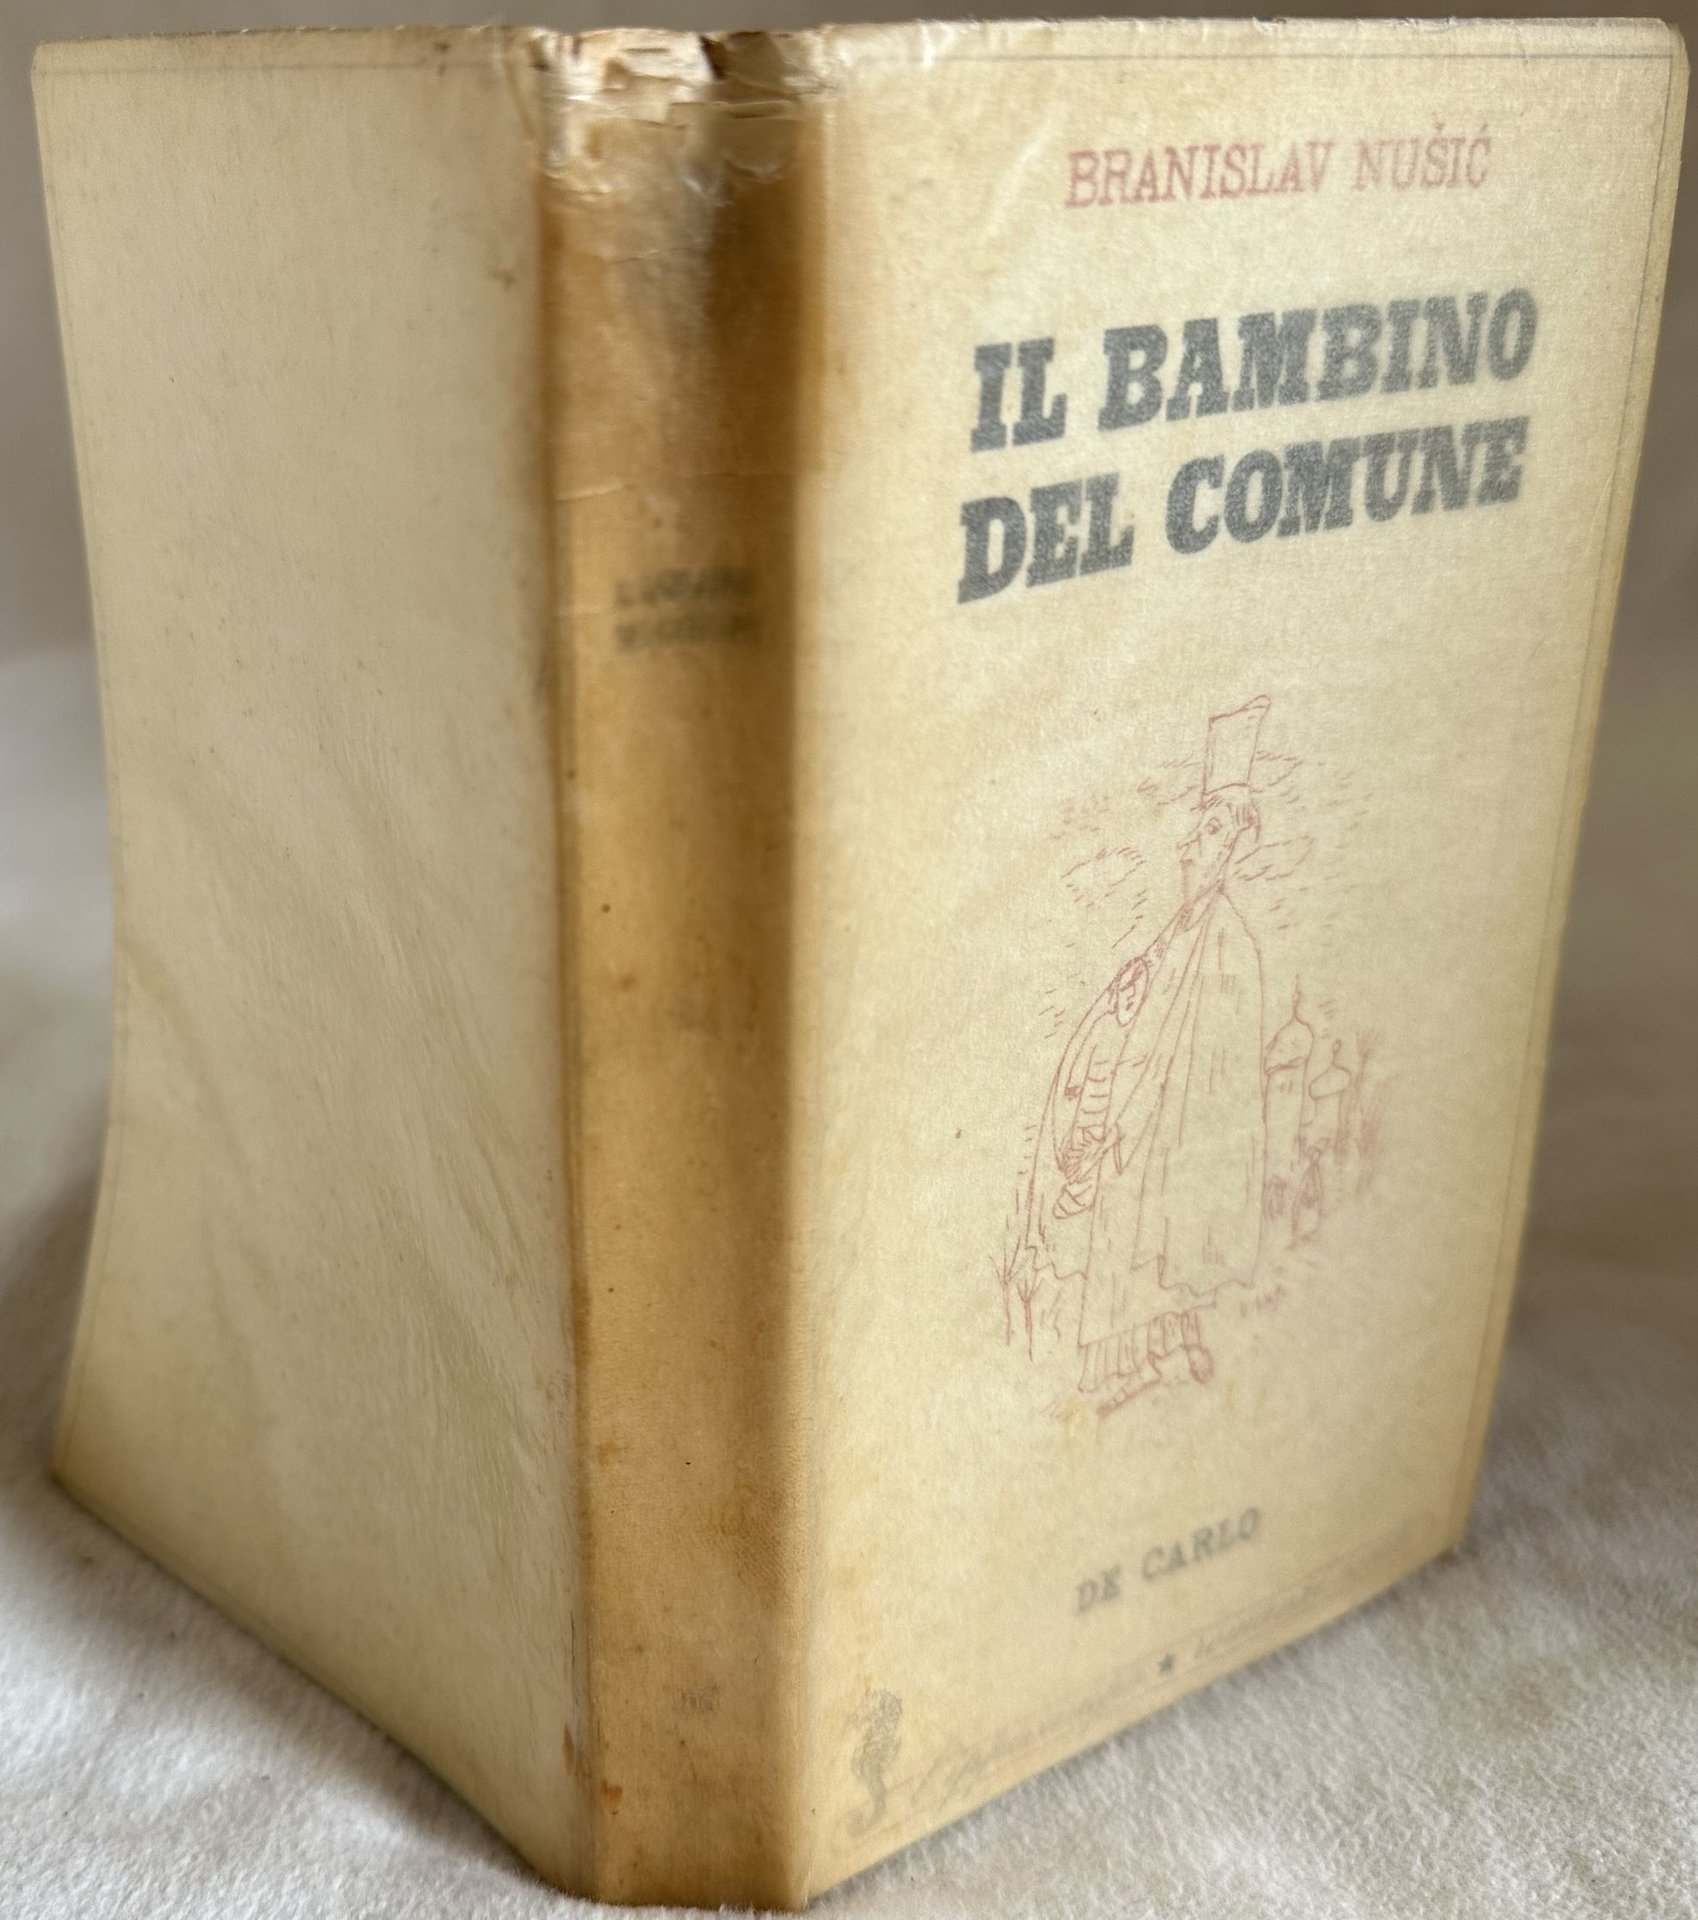 BRANISLAV NUŠIĆ
IL BAMBINO
DEL COMUNE
DE CARLO